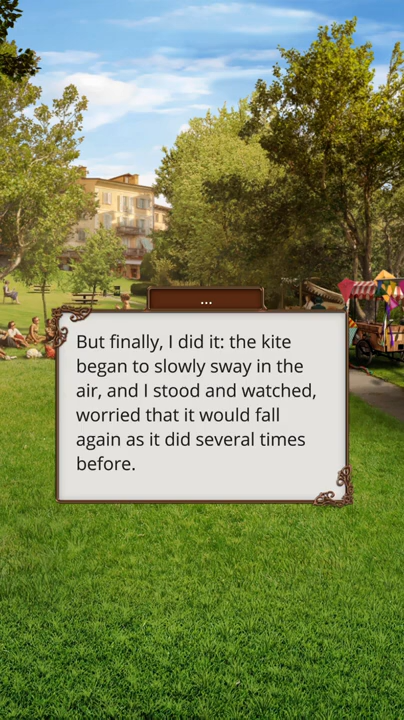 ...
But finally, I did it: the kite
began to slowly sway in the
air, and I stood and watched,
worried that it would fall
again as it did several times
before.